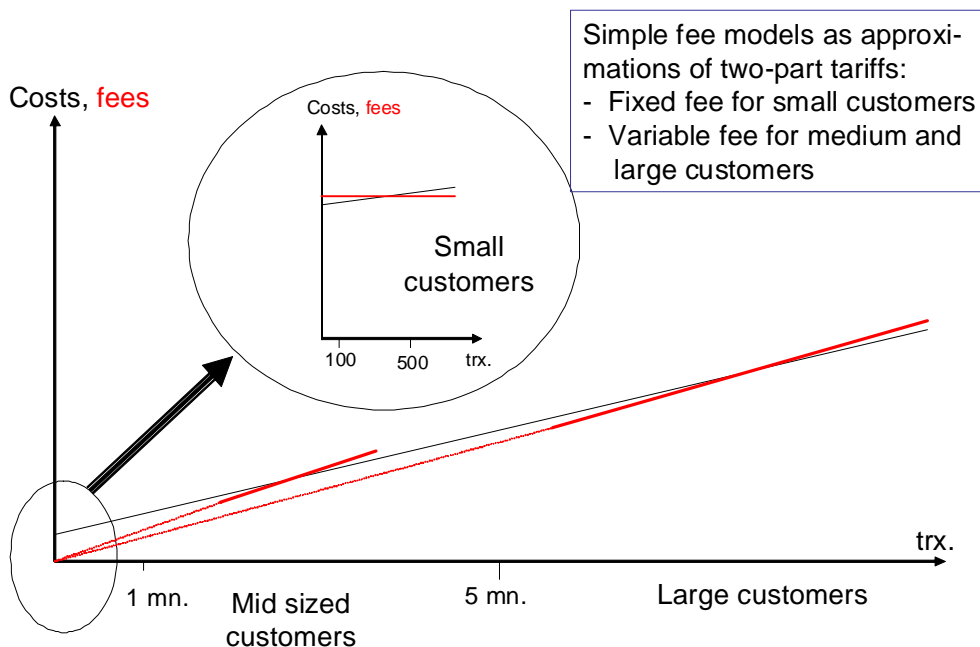 Simple fee models as approxi-
mations of two-part tariffs:
- Fixed fee for small customers
- Variable fee for medium and
large customers
Costs, fees
Costs, fees
Small
customers
100
500
trx.
trx.
1 mn.
Mid sized
customers
5 mn.
Large customers